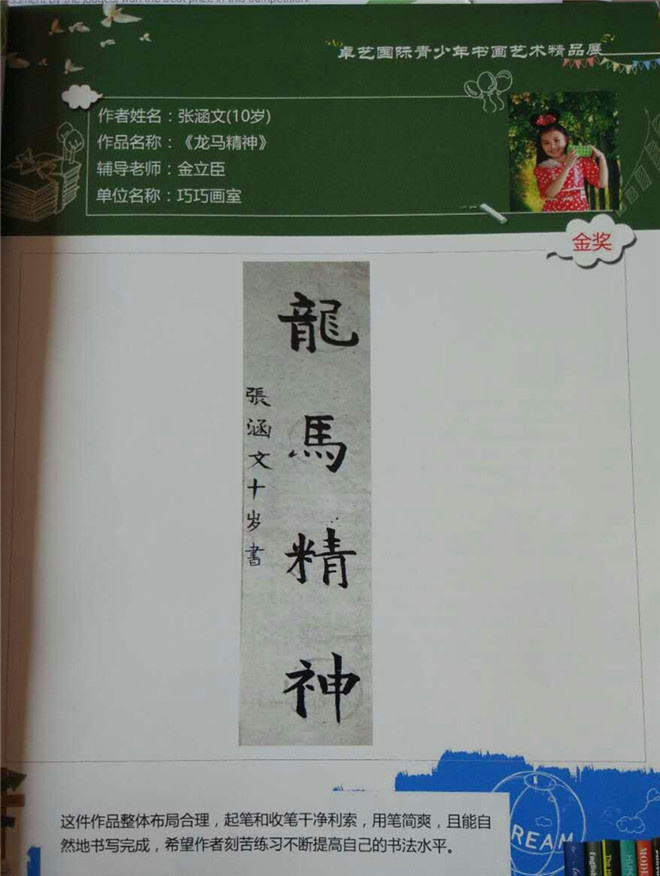 卓艺国际青少年书画艺术精品展
作者姓名：张涵文(10岁)
作品名称：《龙马精神》
辅导老师：金立臣
单位名称：巧巧画室
金奖
龍馬精神
張涵文十岁書
这件作品整体布局合理，起笔和收笔干净利索，用笔简爽，且能自
然地书写完成，希望作者刻苦练习不断提高自己的书法水平。
REAM